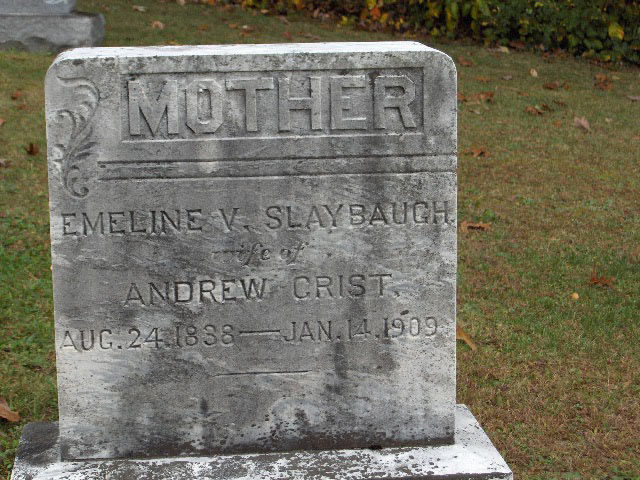 MOTHER
EMELINE V. SLAYBAUGH
wife of
ANDREW CRIST.
AUG. 24. 1838 — JAN. 14. 1909